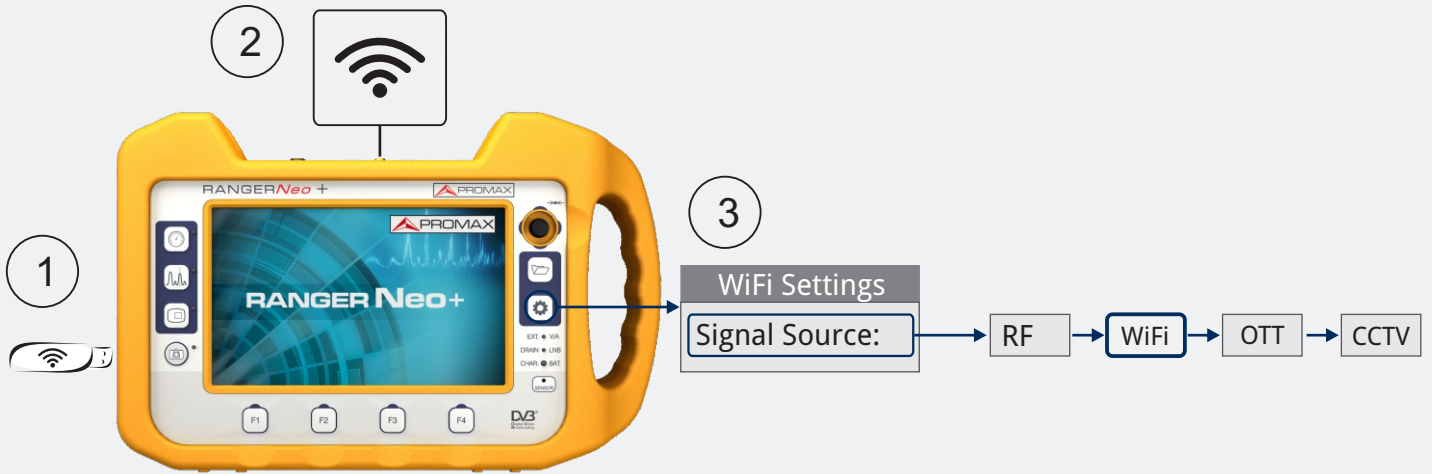 2
RANGERNeo +
PROMAX
PROMAX
RANGER Neo+
1
EXT. V/A
DRAIN LNB
CHAR. BAT.
SENSOR
F1
F2
F3
F4
DVB
3
WiFi Settings
Signal Source:
RF
WiFi
OTT
CCTV